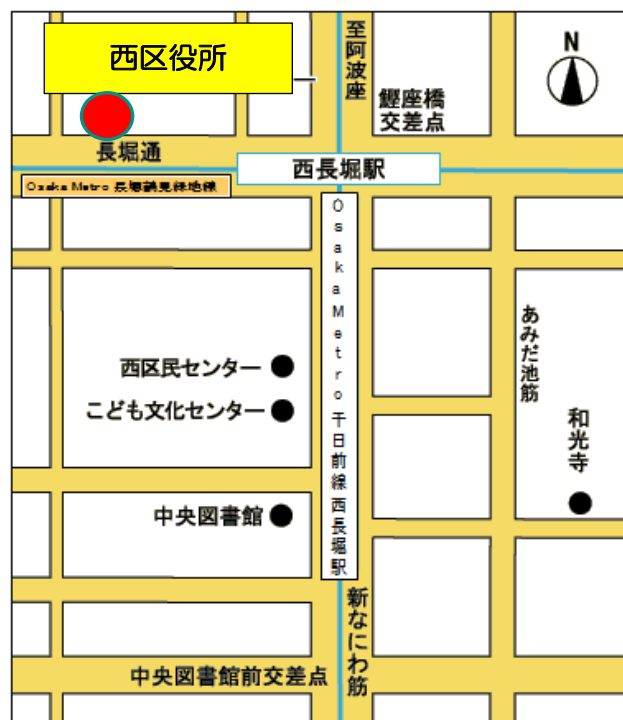 西区役所
至阿波座
N
鰹座橋
交差点
長堀通
西長堀駅
Osaka Metro 長堀鶴見緑地線
Osaka Metro 千日前線西長堀駅
あみだ池筋
西区民センター
こども文化センター
和光寺
中央図書館
新なにわ筋
中央図書館前交差点